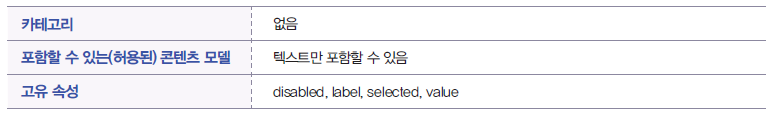 카테고리 없음
포함할 수 있는(허용된) 콘텐츠 모델 텍스트만 포함할 수 있음
고유 속성 disabled, label, selected, value